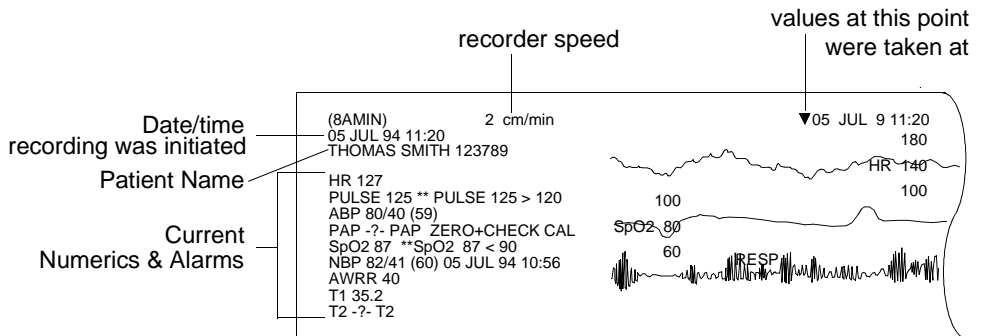 values at this point
were taken at
recorder speed
Date/time
recording was initiated
Patient Name
Current
Numerics & Alarms
(8AMIN) 2 cm/min
05 JUL 94 11:20
THOMAS SMITH 123789
HR 127
PULSE 125 ** PULSE 125 > 120
ABP 80/40 (59)
PAP -?- PAP ZERO+CHECK CAL
SpO2 87 **SpO2 87 < 90
NBP 82/41 (60) 05 JUL 94 10:56
AWRR 40
T1 35.2
T2 -?- T2
05 JUL 9 11:20
180
HR 140
100
100
SpO2 80
60
RESP